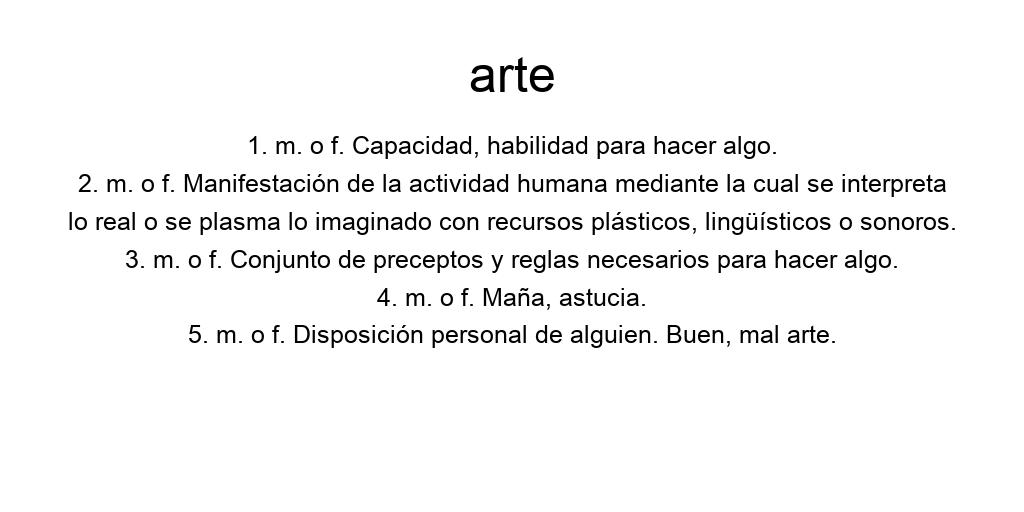 arte
1. m. o f. Capacidad, habilidad para hacer algo.
2. m. o f. Manifestación de la actividad humana mediante la cual se interpreta
lo real o se plasma lo imaginado con recursos plásticos, lingüísticos o sonoros.
3. m. o f. Conjunto de preceptos y reglas necesarios para hacer algo.
4. m. o f. Maña, astucia.
5. m. o f. Disposición personal de alguien. Buen, mal arte.